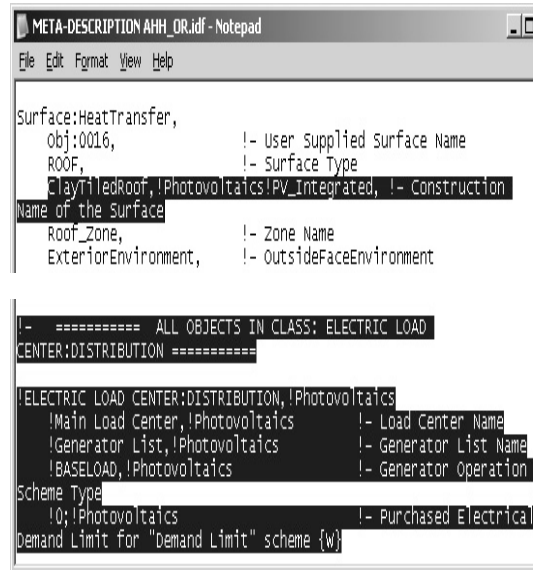 META-DESCRIPTION AHH_OR.idf - Notepad
File Edit Format View Help
Surface:HeatTransfer,
Obj:0016, !- User Supplied Surface Name
ROOF, !- Surface Type
ClayTiledRoof,!Photovoltaics!PV_Integrated, !- Construction
Name of the Surface
Roof_Zone, !- Zone Name
ExteriorEnvironment, !- OutsideFaceEnvironment
!- =========== ALL OBJECTS IN CLASS: ELECTRIC LOAD
CENTER:DISTRIBUTION ===========
!ELECTRIC LOAD CENTER:DISTRIBUTION,!Photovoltaics
!Main Load Center,!Photovoltaics !- Load Center Name
!Generator List,!Photovoltaics !- Generator List Name
!BASELOAD,!Photovoltaics !- Generator Operation
Scheme Type
!0;!Photovoltaics !- Purchased Electrical
Demand Limit for "Demand Limit" scheme {W}